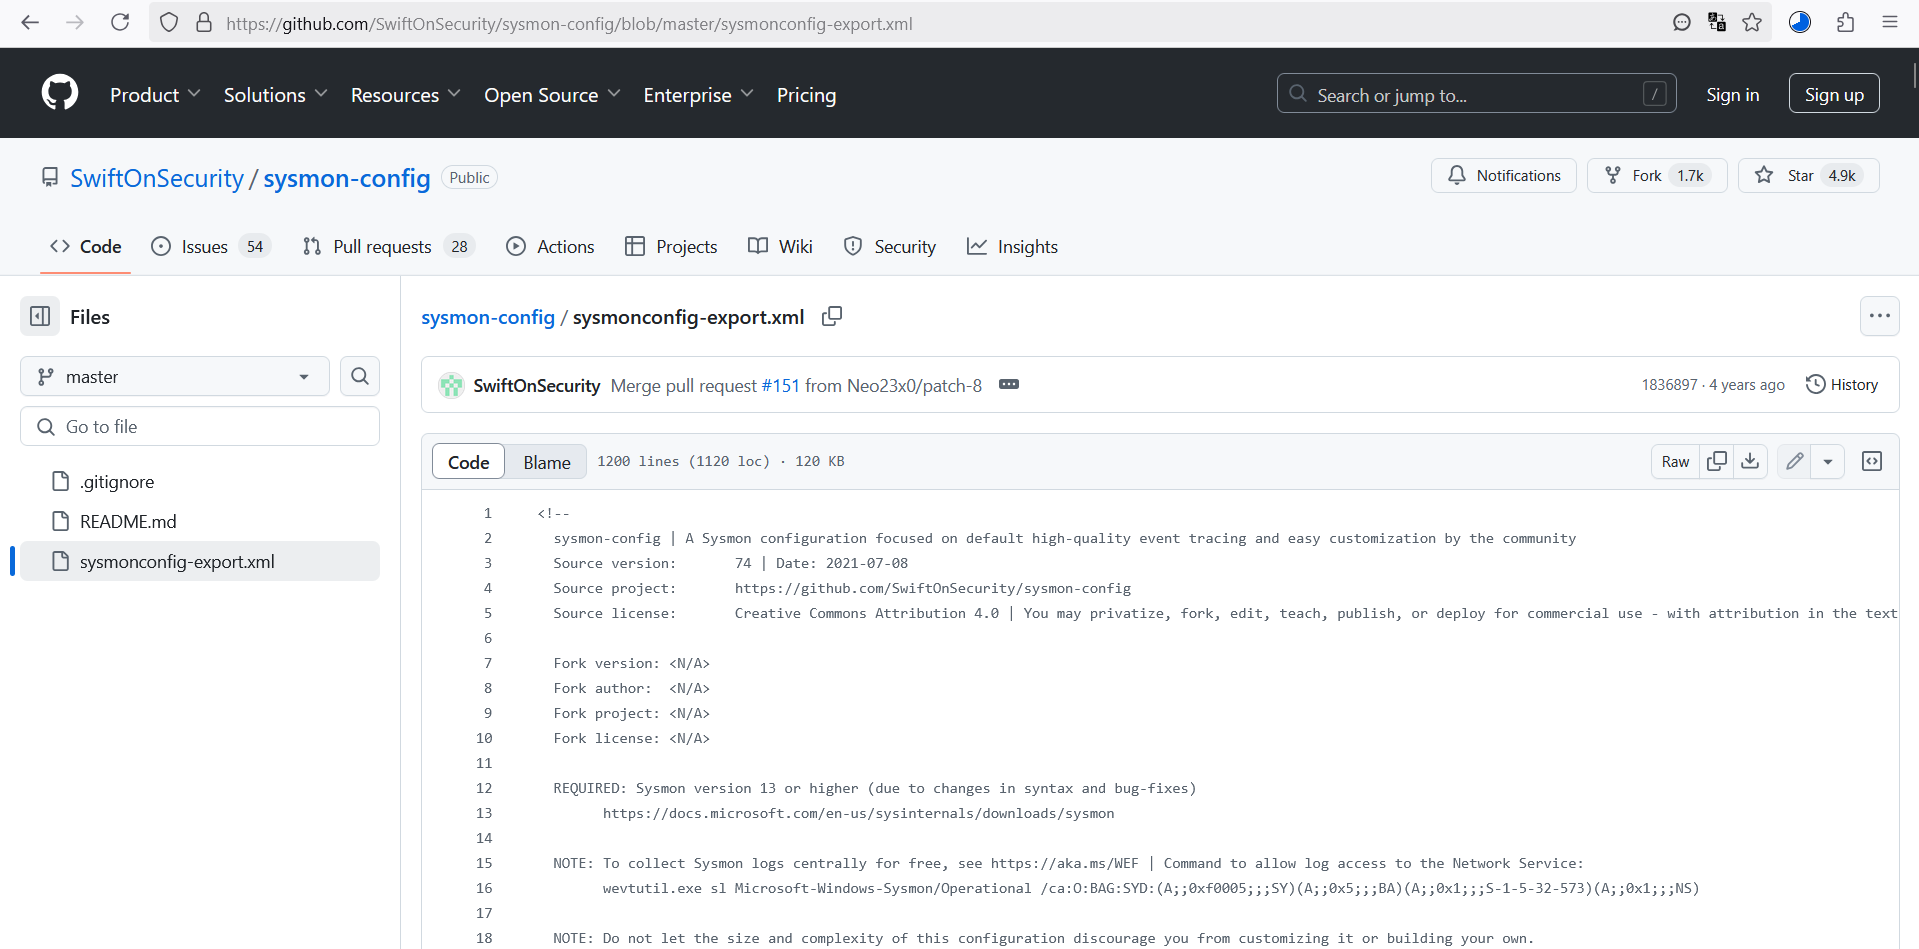 https://github.com/SwiftOnSecurity/sysmon-config/blob/master/sysmonconfig-export.xml
Product Solutions Resources Open Source Enterprise Pricing Search or jump to... / Sign in Sign up
SwiftOnSecurity / sysmon-config Public Notifications Fork 1.7k Star 4.9k
Code Issues 54 Pull requests 28 Actions Projects Wiki Security Insights
Files
master
Go to file
.gitignore
README.md
sysmonconfig-export.xml
sysmon-config / sysmonconfig-export.xml
SwiftOnSecurity Merge pull request #151 from Neo23x0/patch-8 1836897 · 4 years ago History
Code Blame 1200 lines (1120 loc) · 120 KB Raw
1 <!--
2 sysmon-config | A Sysmon configuration focused on default high-quality event tracing and easy customization by the community
3 Source version: 74 | Date: 2021-07-08
4 Source project: https://github.com/SwiftOnSecurity/sysmon-config
5 Source license: Creative Commons Attribution 4.0 | You may privatize, fork, edit, teach, publish, or deploy for commercial use - with attribution in the text
6
7 Fork version: <N/A>
8 Fork author: <N/A>
9 Fork project: <N/A>
10 Fork license: <N/A>
11
12 REQUIRED: Sysmon version 13 or higher (due to changes in syntax and bug-fixes)
13 https://docs.microsoft.com/en-us/sysinternals/downloads/sysmon
14
15 NOTE: To collect Sysmon logs centrally for free, see https://aka.ms/WEF | Command to allow log access to the Network Service:
16 wevtutil.exe sl Microsoft-Windows-Sysmon/Operational /ca:O:BAG:SYD:(A;;0xf0005;;;SY)(A;;0x5;;;BA)(A;;0x1;;;S-1-5-32-573)(A;;0x1;;;NS)
17
18 NOTE: Do not let the size and complexity of this configuration discourage you from customizing it or building your own.